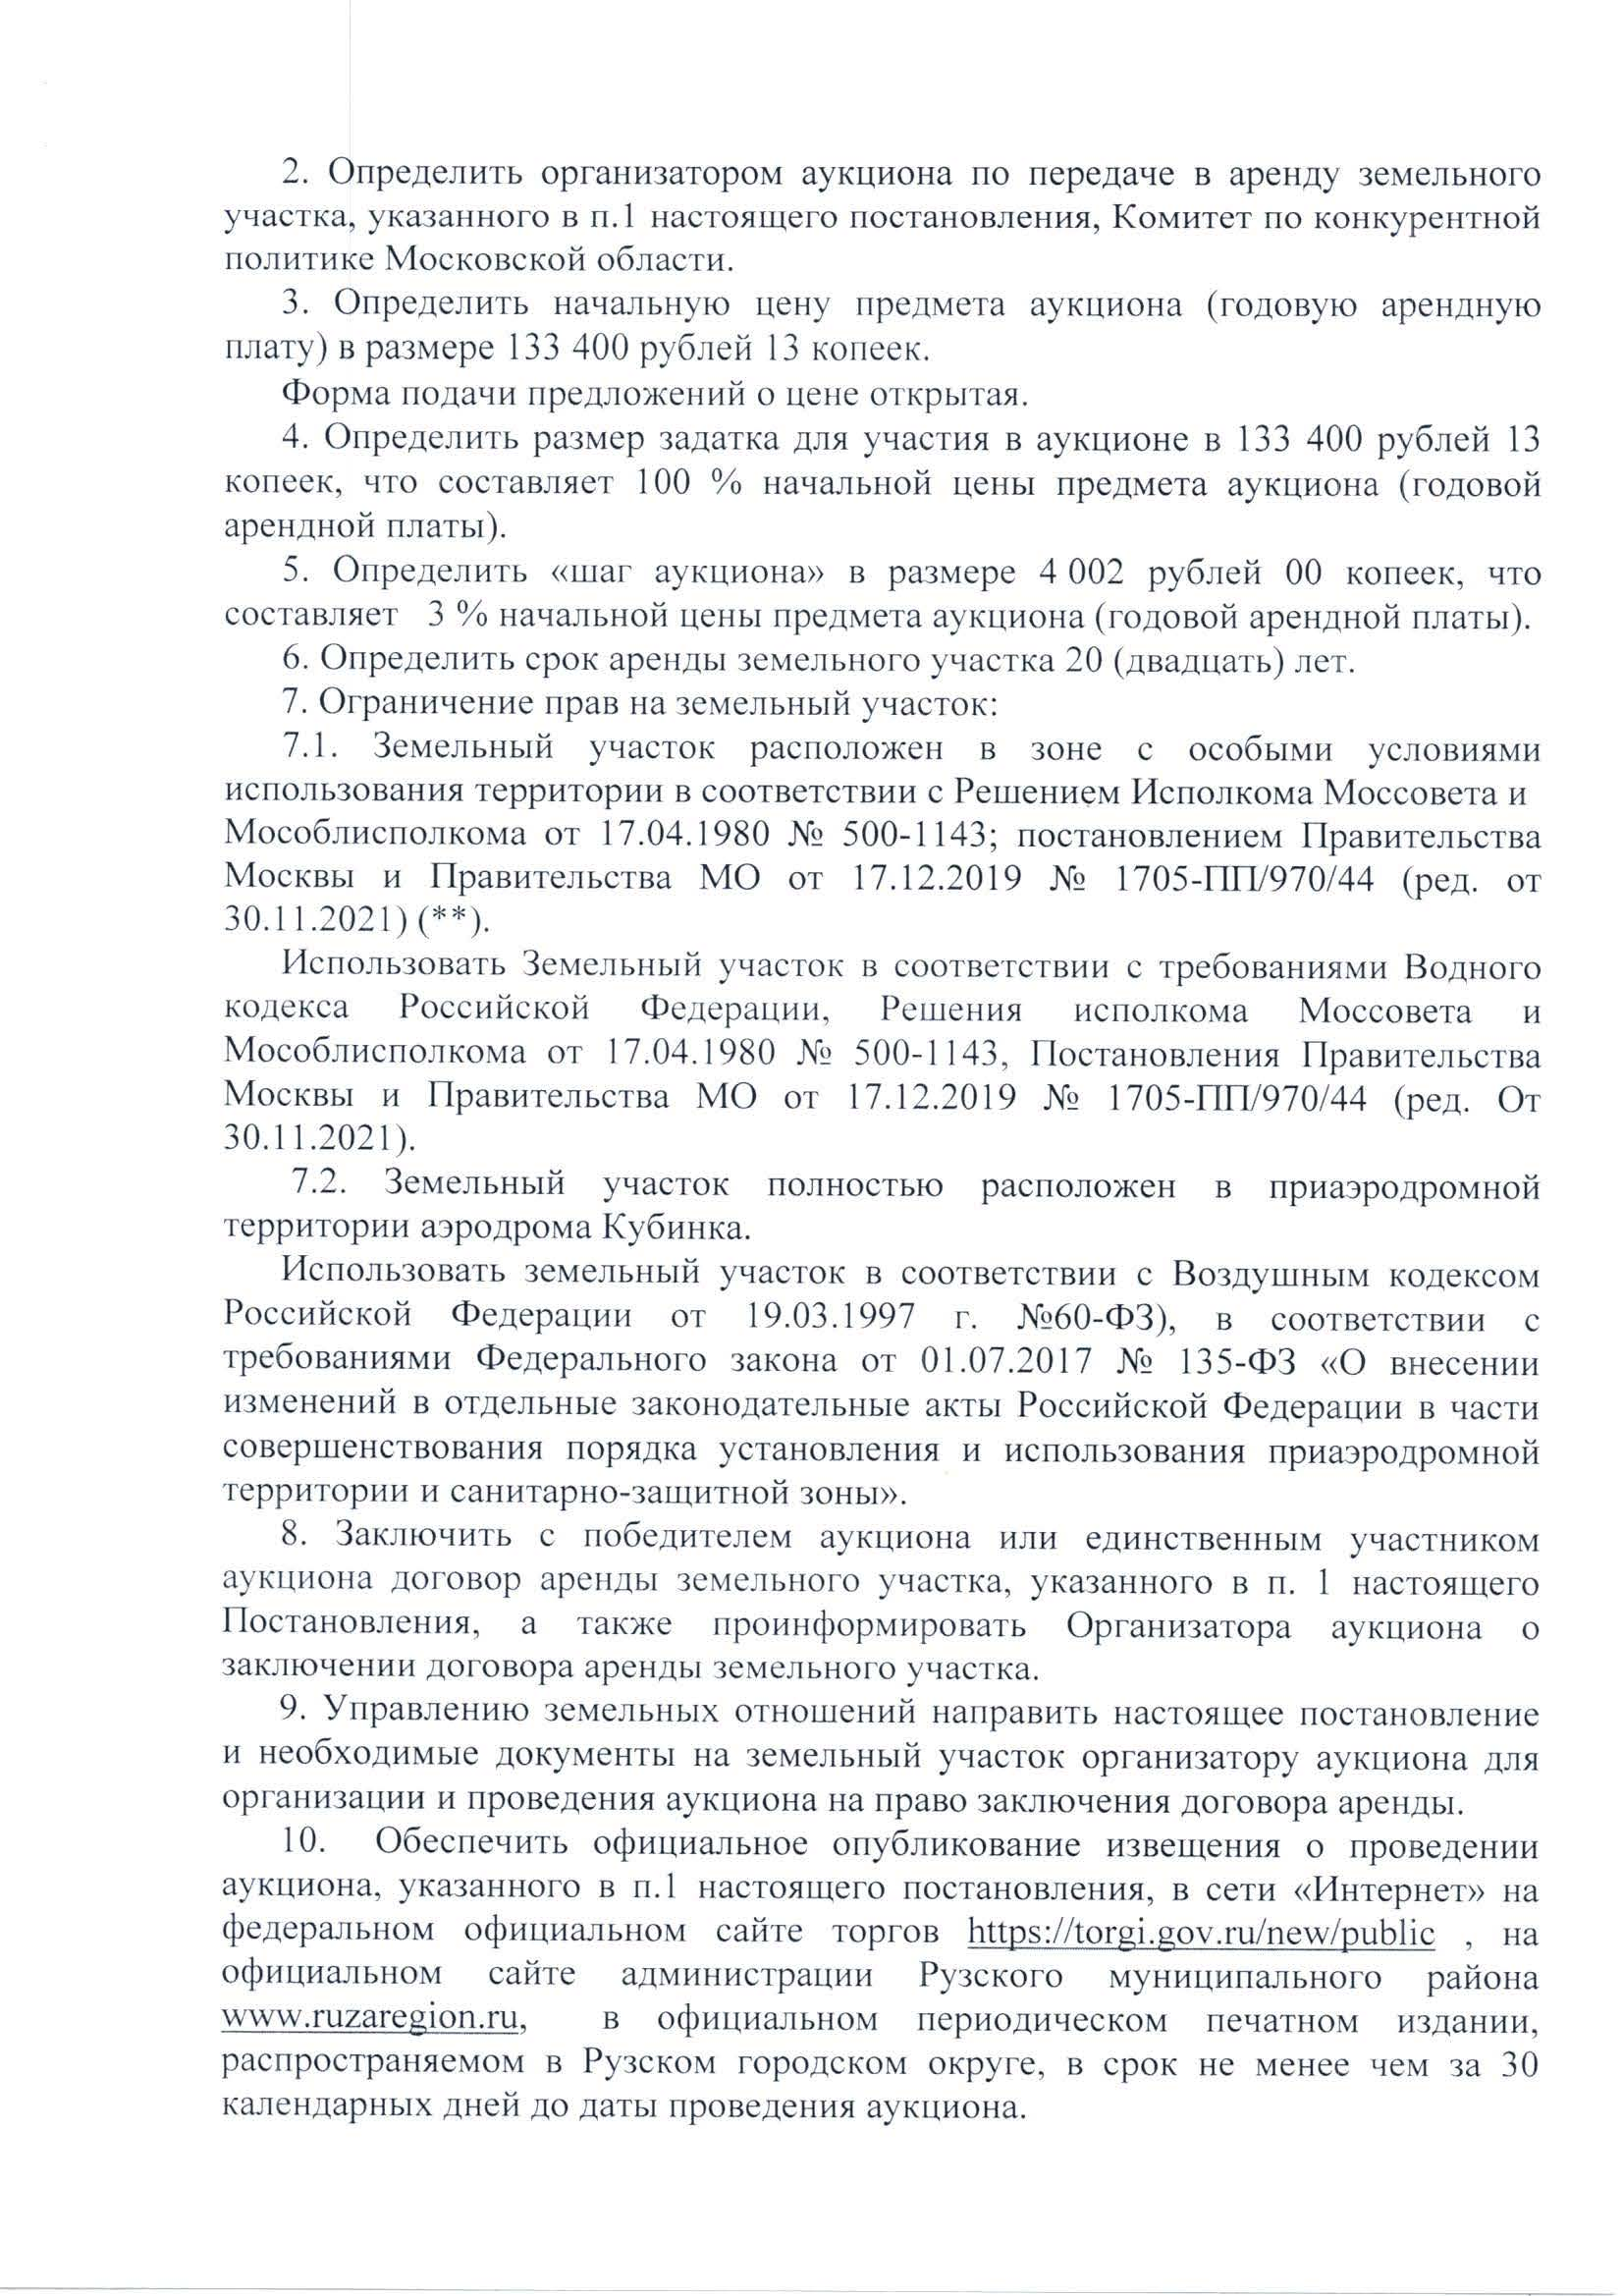 2. Определить организатором аукциона по передаче в аренду земельного
участка, указанного в п.1 настоящего постановления, Комитет по конкурентной
политике Московской области.
3. Определить начальную цену предмета аукциона (годовую арендную
плату) в размере 133 400 рублей 13 копеек.
Форма подачи предложений о цене открытая.
4. Определить размер задатка для участия в аукционе в 133 400 рублей 13
копеек, что составляет 100 % начальной цены предмета аукциона (годовой
арендной платы).
5. Определить «шаг аукциона» в размере 4 002 рублей 00 копеек, что
составляет 3 % начальной цены предмета аукциона (годовой арендной платы).
6. Определить срок аренды земельного участка 20 (двадцать) лет.
7. Ограничение прав на земельный участок:
7.1. Земельный участок расположен в зоне с особыми условиями
использования территории в соответствии с Решением Исполкома Моссовета и
Мособлисполкома от 17.04.1980 № 500-1143; постановлением Правительства
Москвы и Правительства МО от 17.12.2019 № 1705-ПП/970/44 (ред. от
30.11.2021) (**).
Использовать Земельный участок в соответствии с требованиями Водного
кодекса Российской Федерации, Решения исполкома Моссовета и
Мособлисполкома от 17.04.1980 № 500-1143, Постановления Правительства
Москвы и Правительства МО от 17.12.2019 № 1705-ПП/970/44 (ред. От
30.11.2021).
7.2. Земельный участок полностью расположен в приаэродромной
территории аэродрома Кубинка.
Использовать земельный участок в соответствии с Воздушным кодексом
Российской Федерации от 19.03.1997 г. №60-ФЗ), в соответствии с
требованиями Федерального закона от 01.07.2017 № 135-ФЗ «О внесении
изменений в отдельные законодательные акты Российской Федерации в части
совершенствования порядка установления и использования приаэродромной
территории и санитарно-защитной зоны».
8. Заключить с победителем аукциона или единственным участником
аукциона договор аренды земельного участка, указанного в п. 1 настоящего
Постановления, а также проинформировать Организатора аукциона о
заключении договора аренды земельного участка.
9. Управлению земельных отношений направить настоящее постановление
и необходимые документы на земельный участок организатору аукциона для
организации и проведения аукциона на право заключения договора аренды.
10. Обеспечить официальное опубликование извещения о проведении
аукциона, указанного в п.1 настоящего постановления, в сети «Интернет» на
федеральном официальном сайте торгов https://torgi.gov.ru/new/public , на
официальном сайте администрации Рузского муниципального района
www.ruzaregion.ru, в официальном периодическом печатном издании,
распространяемом в Рузском городском округе, в срок не менее чем за 30
календарных дней до даты проведения аукциона.